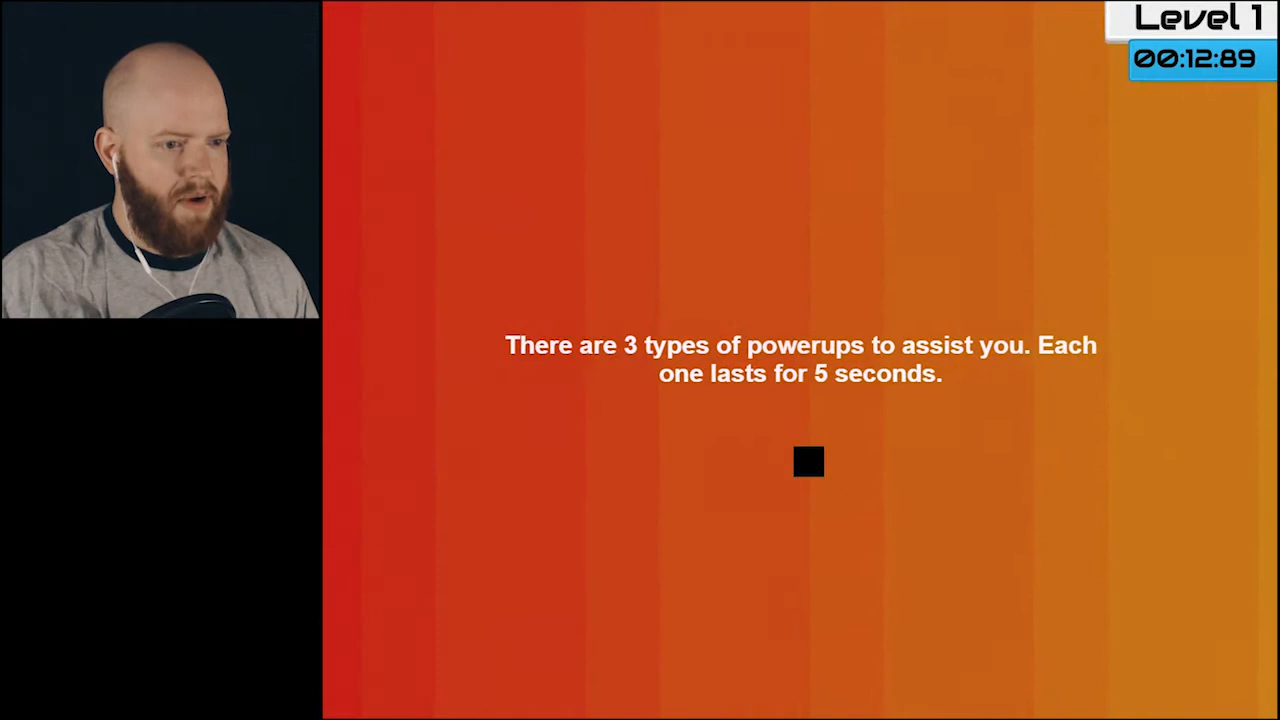 Level 1
00:12:89
There are 3 types of powerups to assist you. Each
one lasts for 5 seconds.